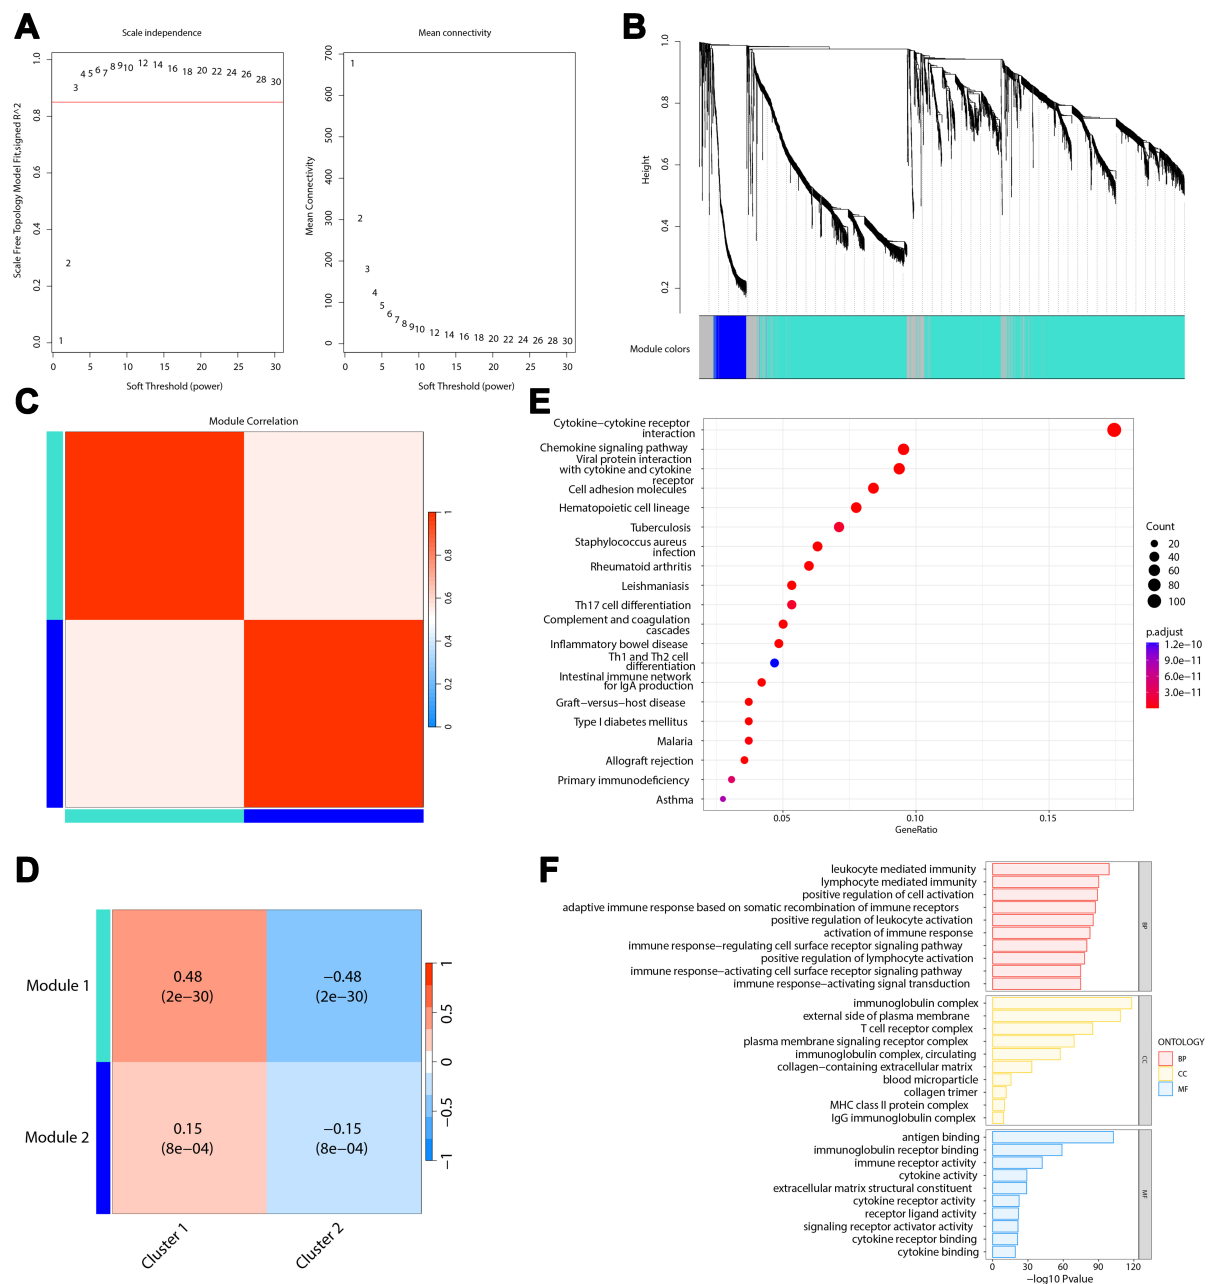 A
Scale independence
Scale Free Topology Model Fit,signed R^2
1.0
0.8
0.6
0.4
0.2
0.0
1
2
3
4 5 6 7 8 9 10 12 14 16 18 20 22 24 26 28 30
0 5 10 15 20 25 30
Soft Threshold (power)
Mean connectivity
Mean Connectivity
700
600
500
400
300
200
100
0
1
2
3
4
5
6 7 8 9 10 12 14 16 18 20 22 24 26 28 30
0 5 10 15 20 25 30
Soft Threshold (power)
B
Height
1.0
0.8
0.6
0.4
0.2
Module colors
C
Module Correlation
1
0.8
0.6
0.4
0.2
0
D
Module 1
Module 2
0.48
(2e−30)
−0.48
(2e−30)
0.15
(8e−04)
−0.15
(8e−04)
Cluster 1
Cluster 2
1
0.5
0
−0.5
−1
E
Cytokine−cytokine receptor
interaction
Chemokine signaling pathway
Viral protein interaction
with cytokine and cytokine
receptor
Cell adhesion molecules
Hematopoietic cell lineage
Tuberculosis
Staphylococcus aureus
infection
Rheumatoid arthritis
Leishmaniasis
Th17 cell differentiation
Complement and coagulation
cascades
Inflammatory bowel disease
Th1 and Th2 cell
differentiation
Intestinal immune network
for IgA production
Graft−versus−host disease
Type I diabetes mellitus
Malaria
Allograft rejection
Primary immunodeficiency
Asthma
0.05 0.10 0.15
GeneRatio
Count
20
40
60
80
100
p.adjust
1.2e−10
9.0e−11
6.0e−11
3.0e−11
F
leukocyte mediated immunity
lymphocyte mediated immunity
positive regulation of cell activation
adaptive immune response based on somatic recombination of immune receptors
positive regulation of leukocyte activation
activation of immune response
immune response−regulating cell surface receptor signaling pathway
positive regulation of lymphocyte activation
immune response−activating cell surface receptor signaling pathway
immune response−activating signal transduction
BP
immunoglobulin complex
external side of plasma membrane
T cell receptor complex
plasma membrane signaling receptor complex
immunoglobulin complex, circulating
collagen−containing extracellular matrix
blood microparticle
collagen trimer
MHC class II protein complex
IgG immunoglobulin complex
CC
antigen binding
immunoglobulin receptor binding
immune receptor activity
cytokine activity
extracellular matrix structural constituent
cytokine receptor activity
receptor ligand activity
signaling receptor activator activity
cytokine receptor binding
cytokine binding
MF
0 30 60 90 120
−log10 Pvalue
ONTOLOGY
BP
CC
MF